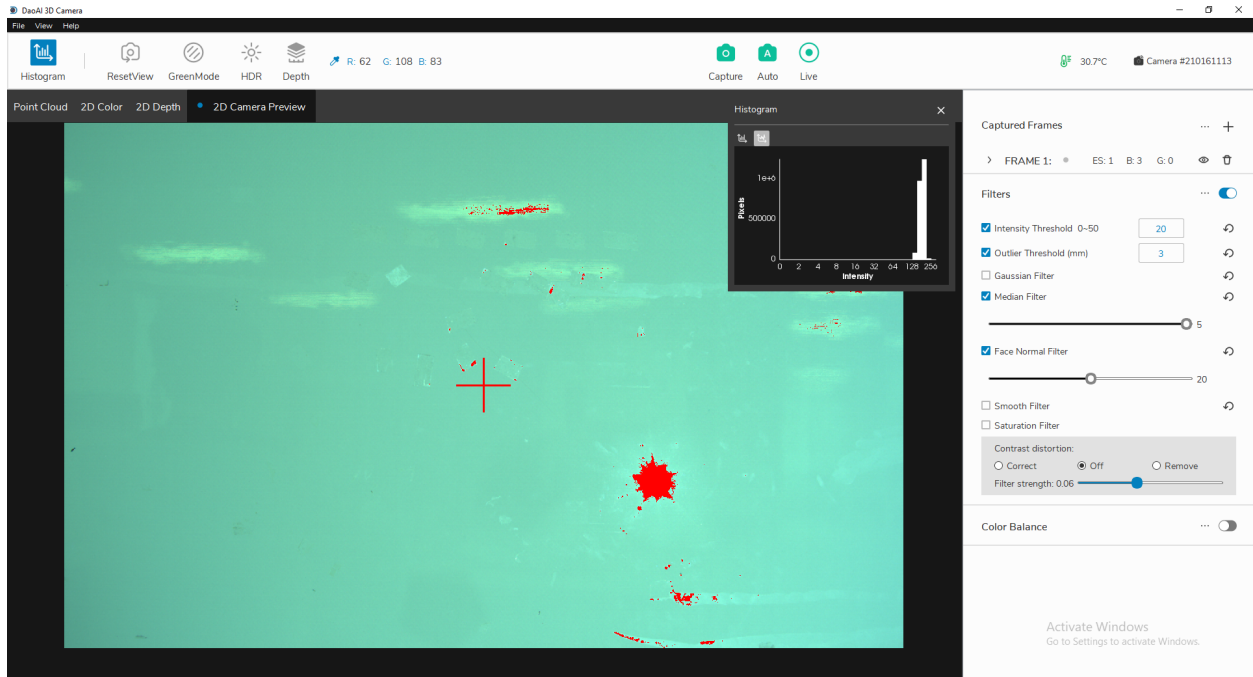 DaoAI 3D Camera
File View Help
Histogram ResetView GreenMode HDR Depth R: 62 G: 108 B: 83 Capture Auto Live 30.7°C Camera #210161113
Point Cloud 2D Color 2D Depth 2D Camera Preview
Histogram
1e+6
500000
0
Pixels
0 2 4 8 16 32 64 128 256
Intensity
Captured Frames
FRAME 1: ES: 1 B: 3 G: 0
Filters
Intensity Threshold 0~50 20
Outlier Threshold (mm) 3
Gaussian Filter
Median Filter
5
Face Normal Filter
20
Smooth Filter
Saturation Filter
Contrast distortion:
Correct Off Remove
Filter strength: 0.06
Color Balance
Activate Windows
Go to Settings to activate Windows.